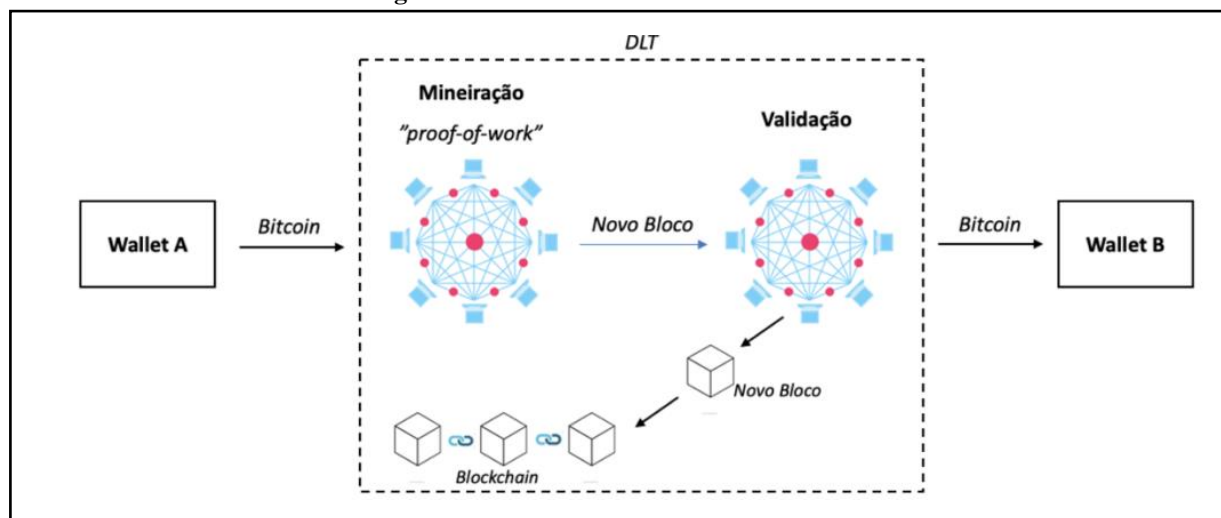 DLT
Mineiração
"proof-of-work"
Validação
Wallet A
Bitcoin
Novo Bloco
Bitcoin
Wallet B
Novo Bloco
Blockchain